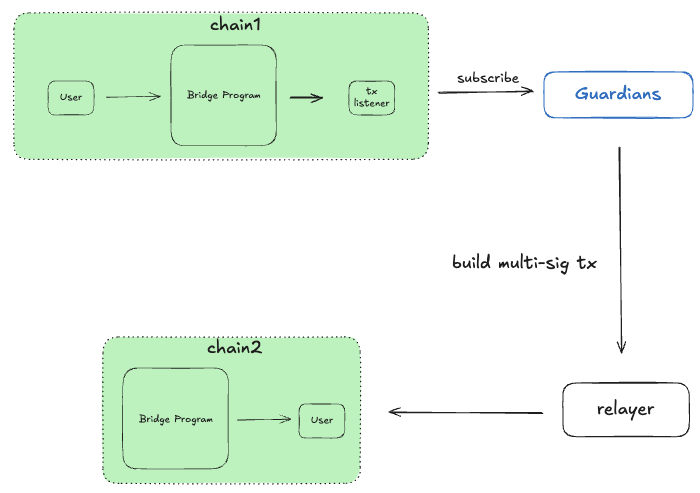 chain1
User
Bridge Program
tx
listener
subscribe
Guardians
build multi-sig tx
chain2
Bridge Program
User
relayer